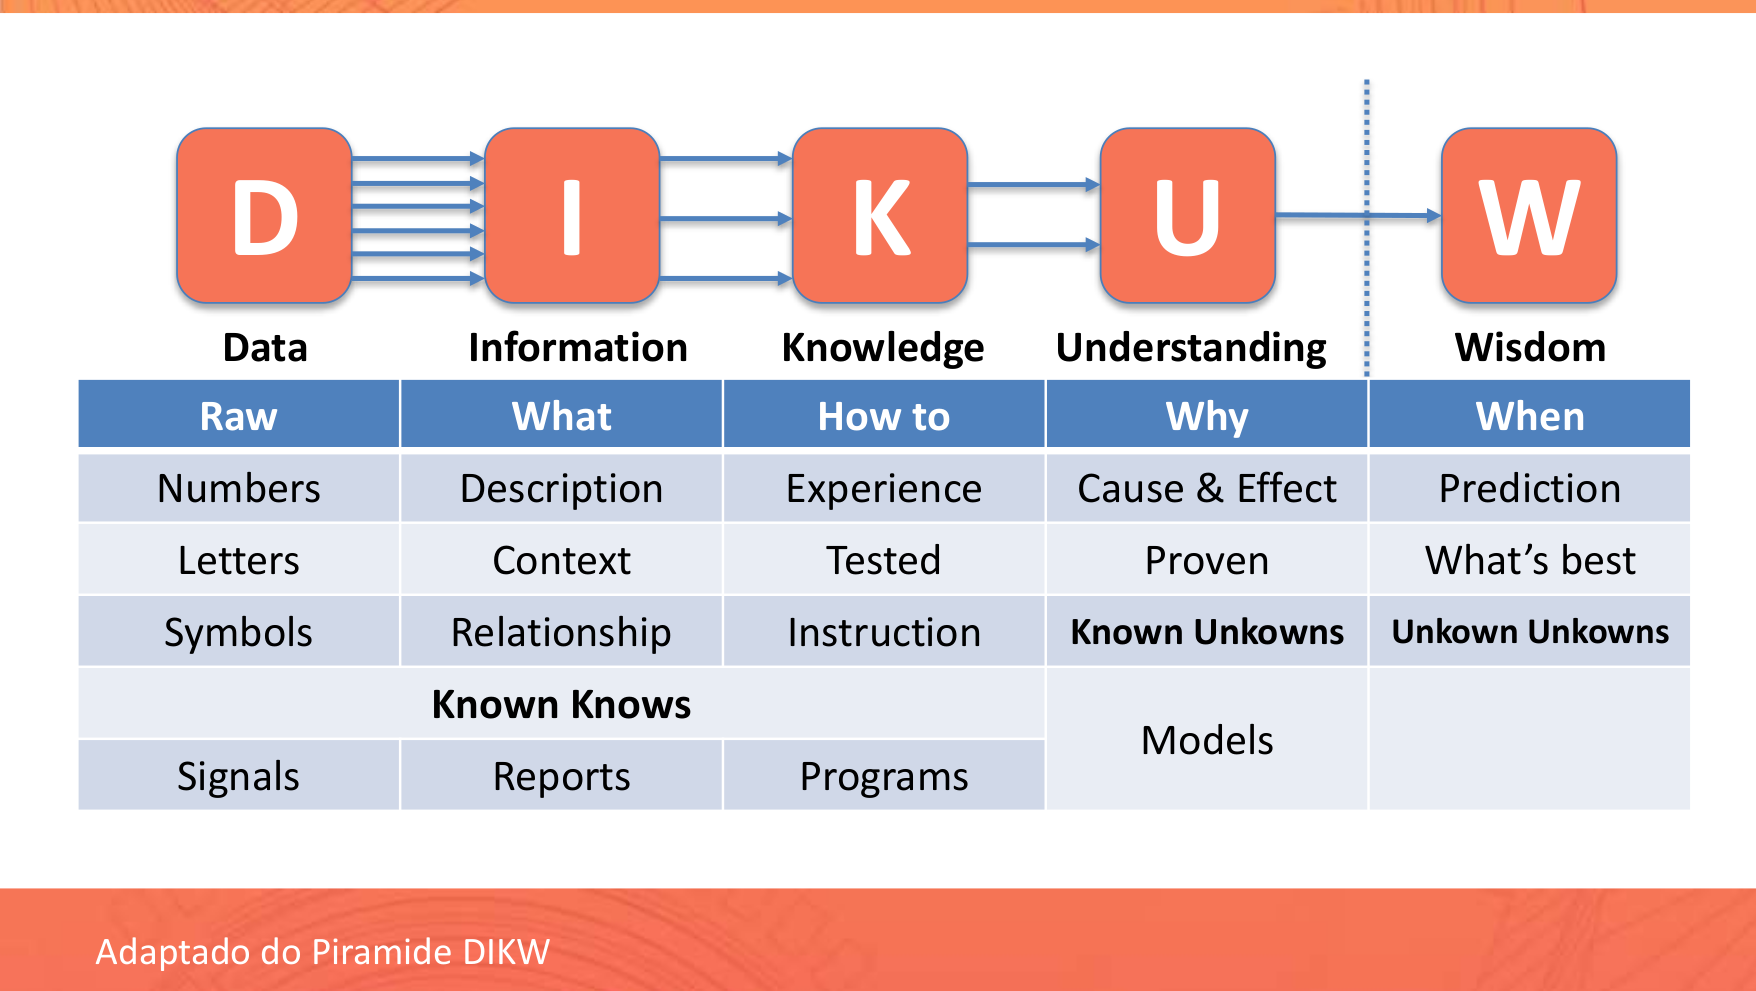 D I K U W
Data Information Knowledge Understanding Wisdom
Raw What How to Why When
Numbers Description Experience Cause & Effect Prediction
Letters Context Tested Proven What’s best
Symbols Relationship Instruction Known Unkowns Unkown Unkowns
Known Knows
Models
Signals Reports Programs
Adaptado do Piramide DIKW